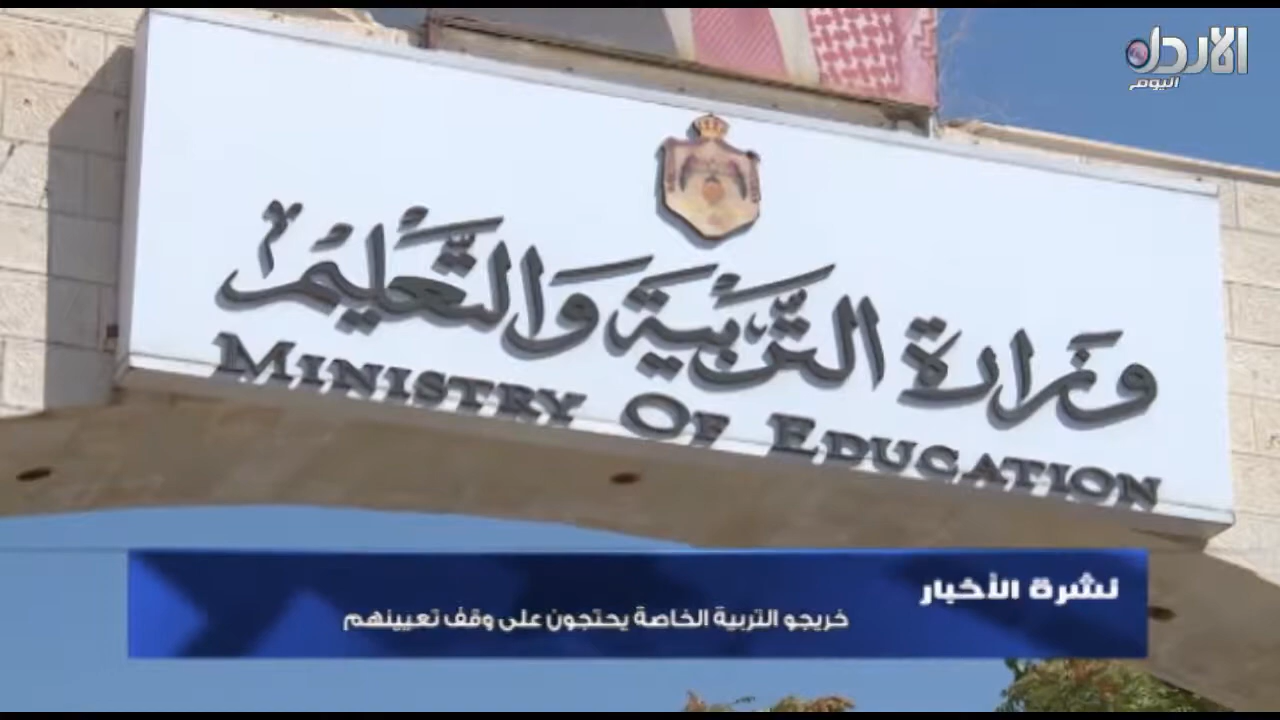 الأردن
اليوم
وزارة التربية والتعليم
MINISTRY OF EDUCATION
نشرة الأخبار
خريجو التربية الخاصة يحتجون على وقف تعيينهم